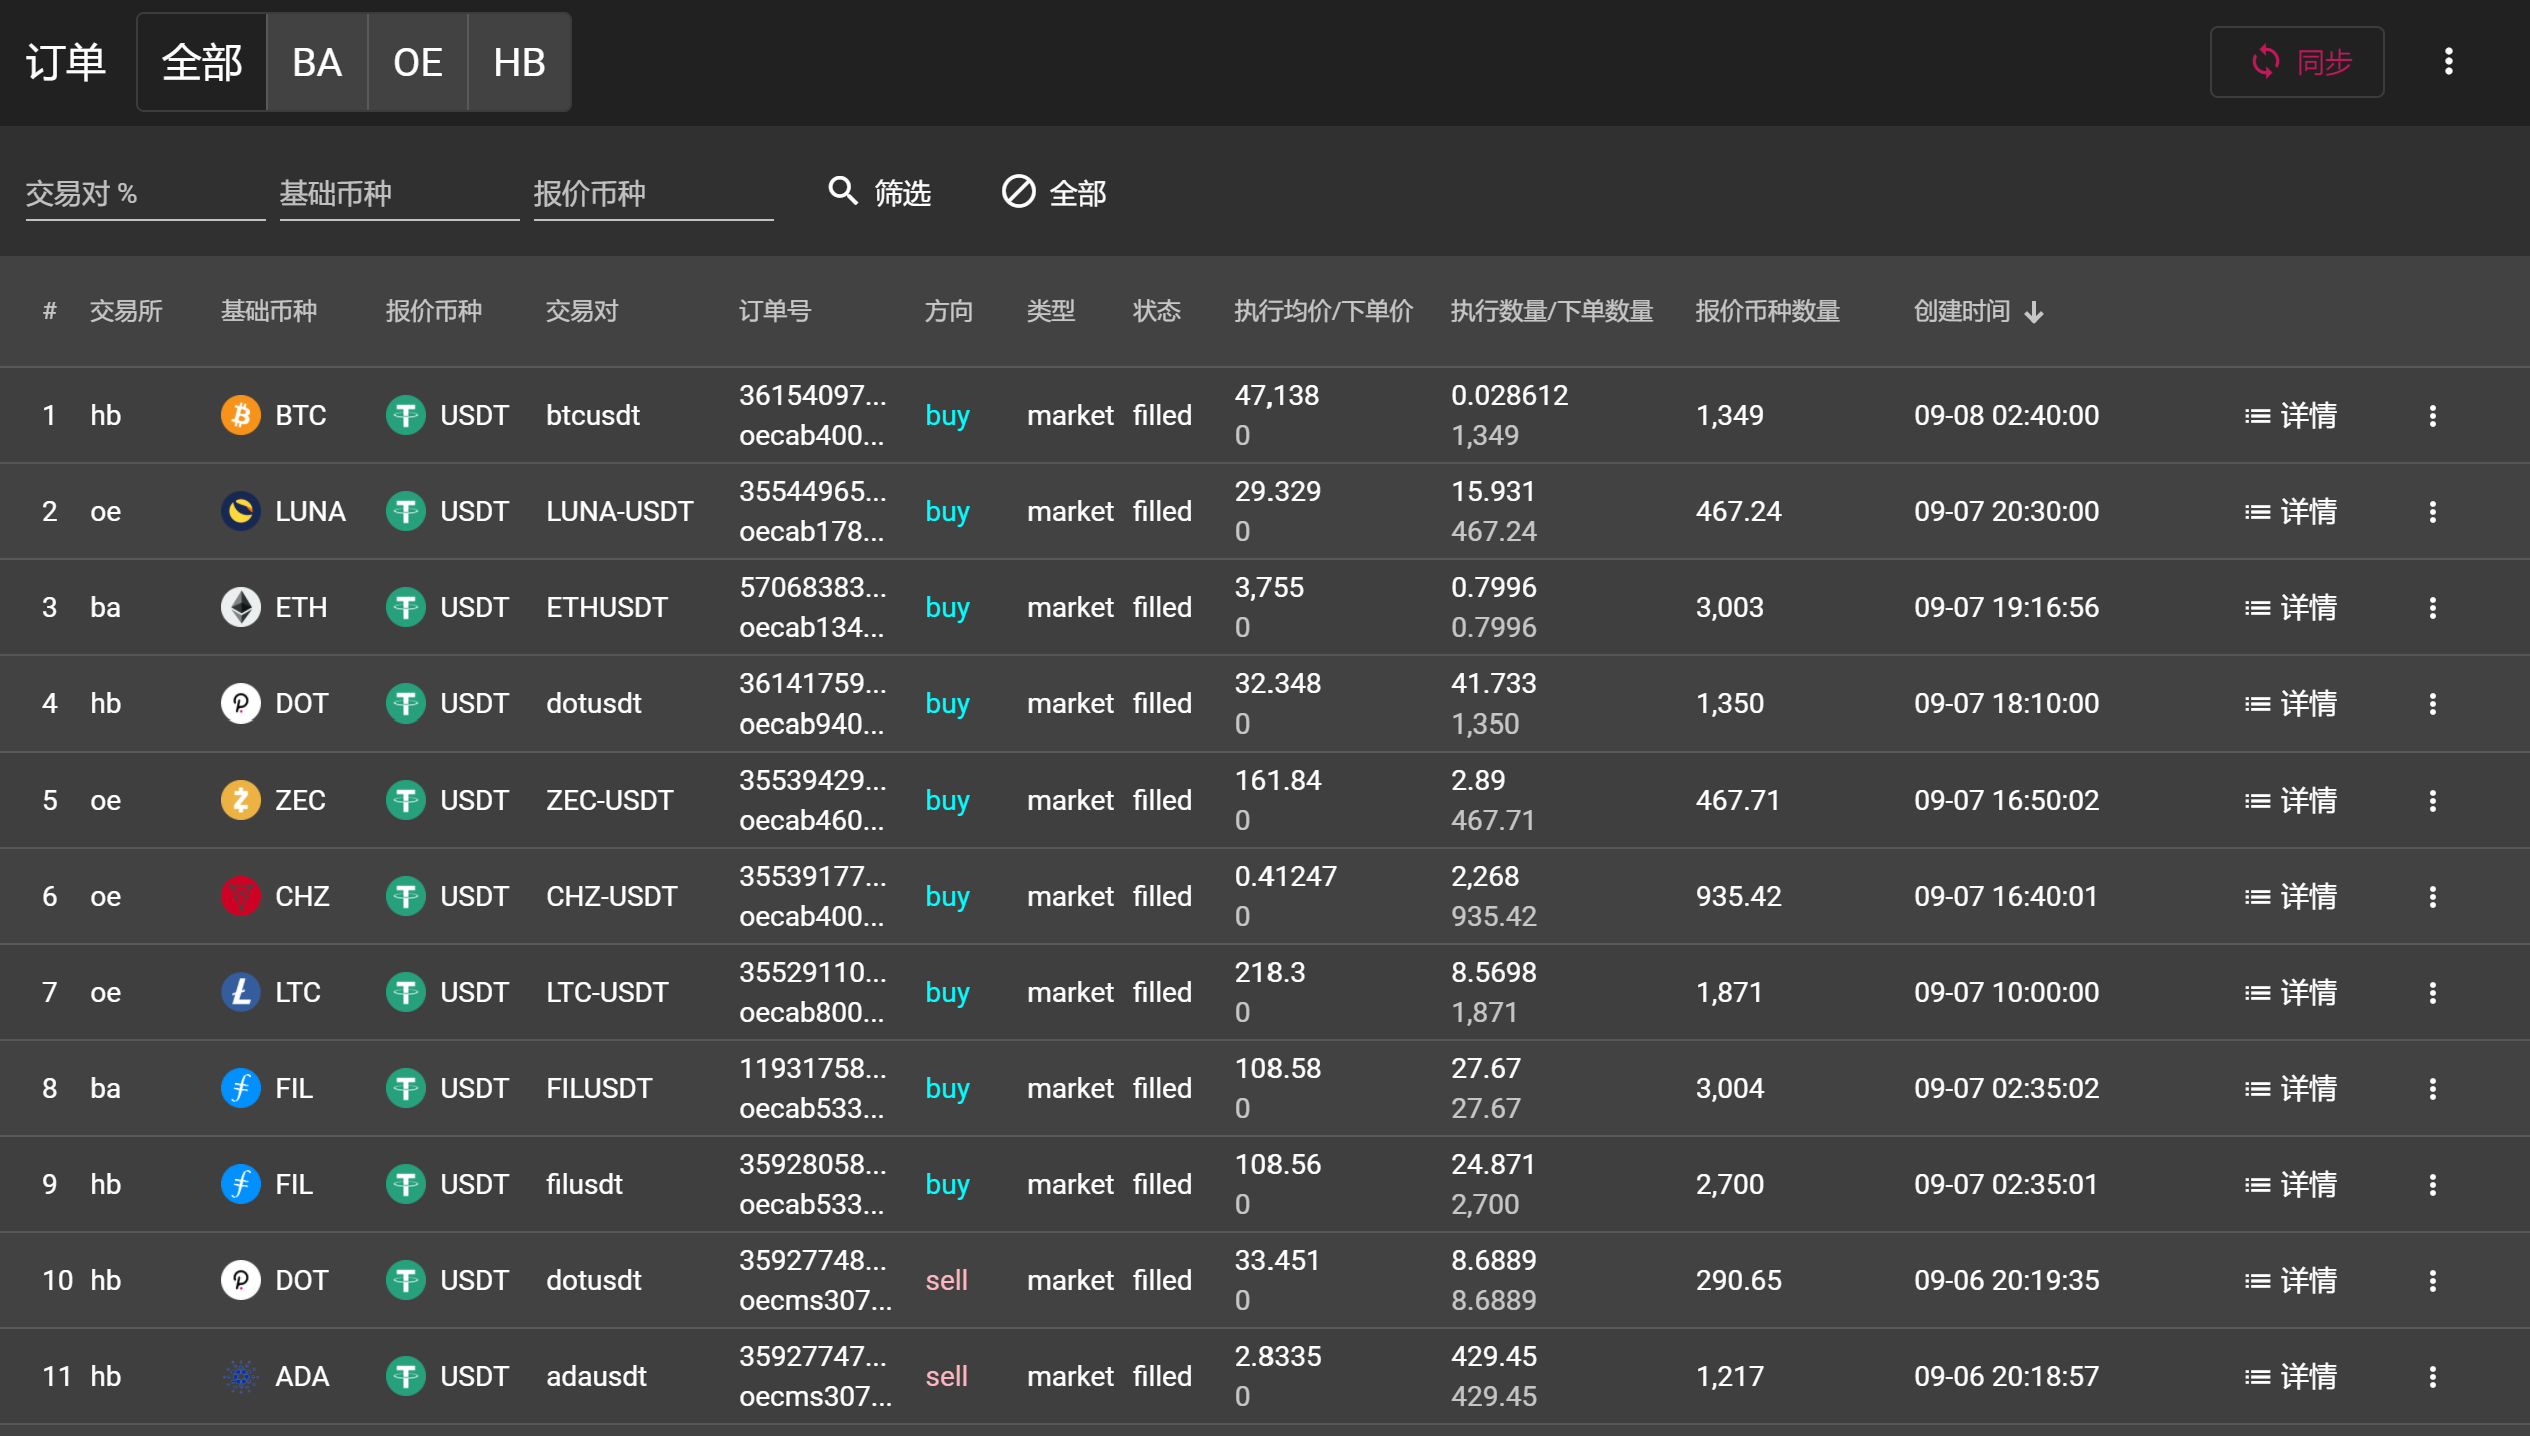 订单 全部 BA OE HB 同步
交易对 % 基础币种 报价币种 筛选 全部
# 交易所 基础币种 报价币种 交易对 订单号 方向 类型 状态 执行均价/下单价 执行数量/下单数量 报价币种数量 创建时间
1 hb BTC USDT btcusdt 36154097... oecab400... buy market filled 47,138 0 0.028612 1,349 1,349 09-08 02:40:00 详情
2 oe LUNA USDT LUNA-USDT 35544965... oecab178... buy market filled 29.329 0 15.931 467.24 467.24 09-07 20:30:00 详情
3 ba ETH USDT ETHUSDT 57068383... oecab134... buy market filled 3,755 0 0.7996 0.7996 3,003 09-07 19:16:56 详情
4 hb DOT USDT dotusdt 36141759... oecab940... buy market filled 32.348 0 41.733 1,350 1,350 09-07 18:10:00 详情
5 oe ZEC USDT ZEC-USDT 35539429... oecab460... buy market filled 161.84 0 2.89 467.71 467.71 09-07 16:50:02 详情
6 oe CHZ USDT CHZ-USDT 35539177... oecab400... buy market filled 0.41247 0 2,268 935.42 935.42 09-07 16:40:01 详情
7 oe LTC USDT LTC-USDT 35529110... oecab800... buy market filled 218.3 0 8.5698 1,871 1,871 09-07 10:00:00 详情
8 ba FIL USDT FILUSDT 11931758... oecab533... buy market filled 108.58 0 27.67 27.67 3,004 09-07 02:35:02 详情
9 hb FIL USDT filusdt 35928058... oecab533... buy market filled 108.56 0 24.871 2,700 2,700 09-07 02:35:01 详情
10 hb DOT USDT dotusdt 35927748... oecms307... sell market filled 33.451 0 8.6889 8.6889 290.65 09-06 20:19:35 详情
11 hb ADA USDT adausdt 35927747... oecms307... sell market filled 2.8335 0 429.45 429.45 1,217 09-06 20:18:57 详情